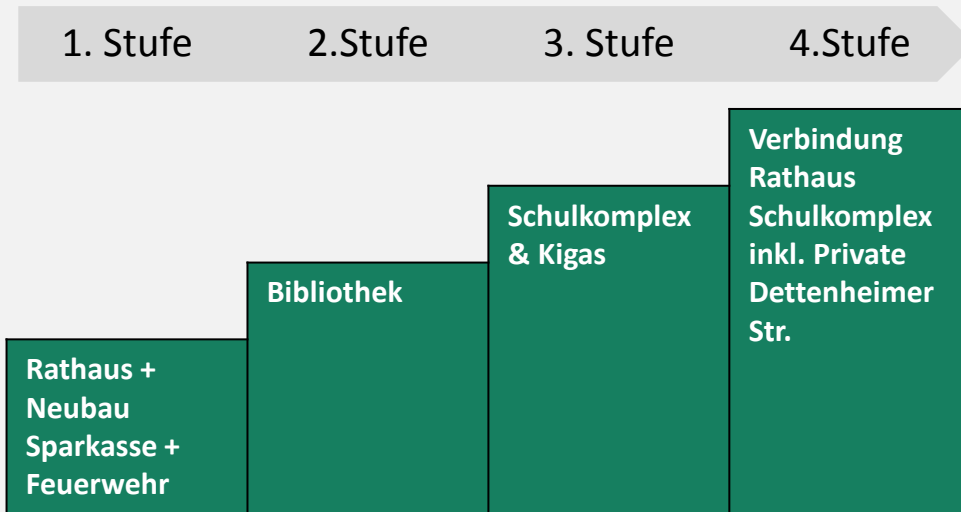 1. Stufe 2.Stufe 3. Stufe 4.Stufe
Rathaus +
Neubau
Sparkasse +
Feuerwehr
Bibliothek
Schulkomplex
& Kigas
Verbindung
Rathaus
Schulkomplex
inkl. Private
Dettenheimer
Str.